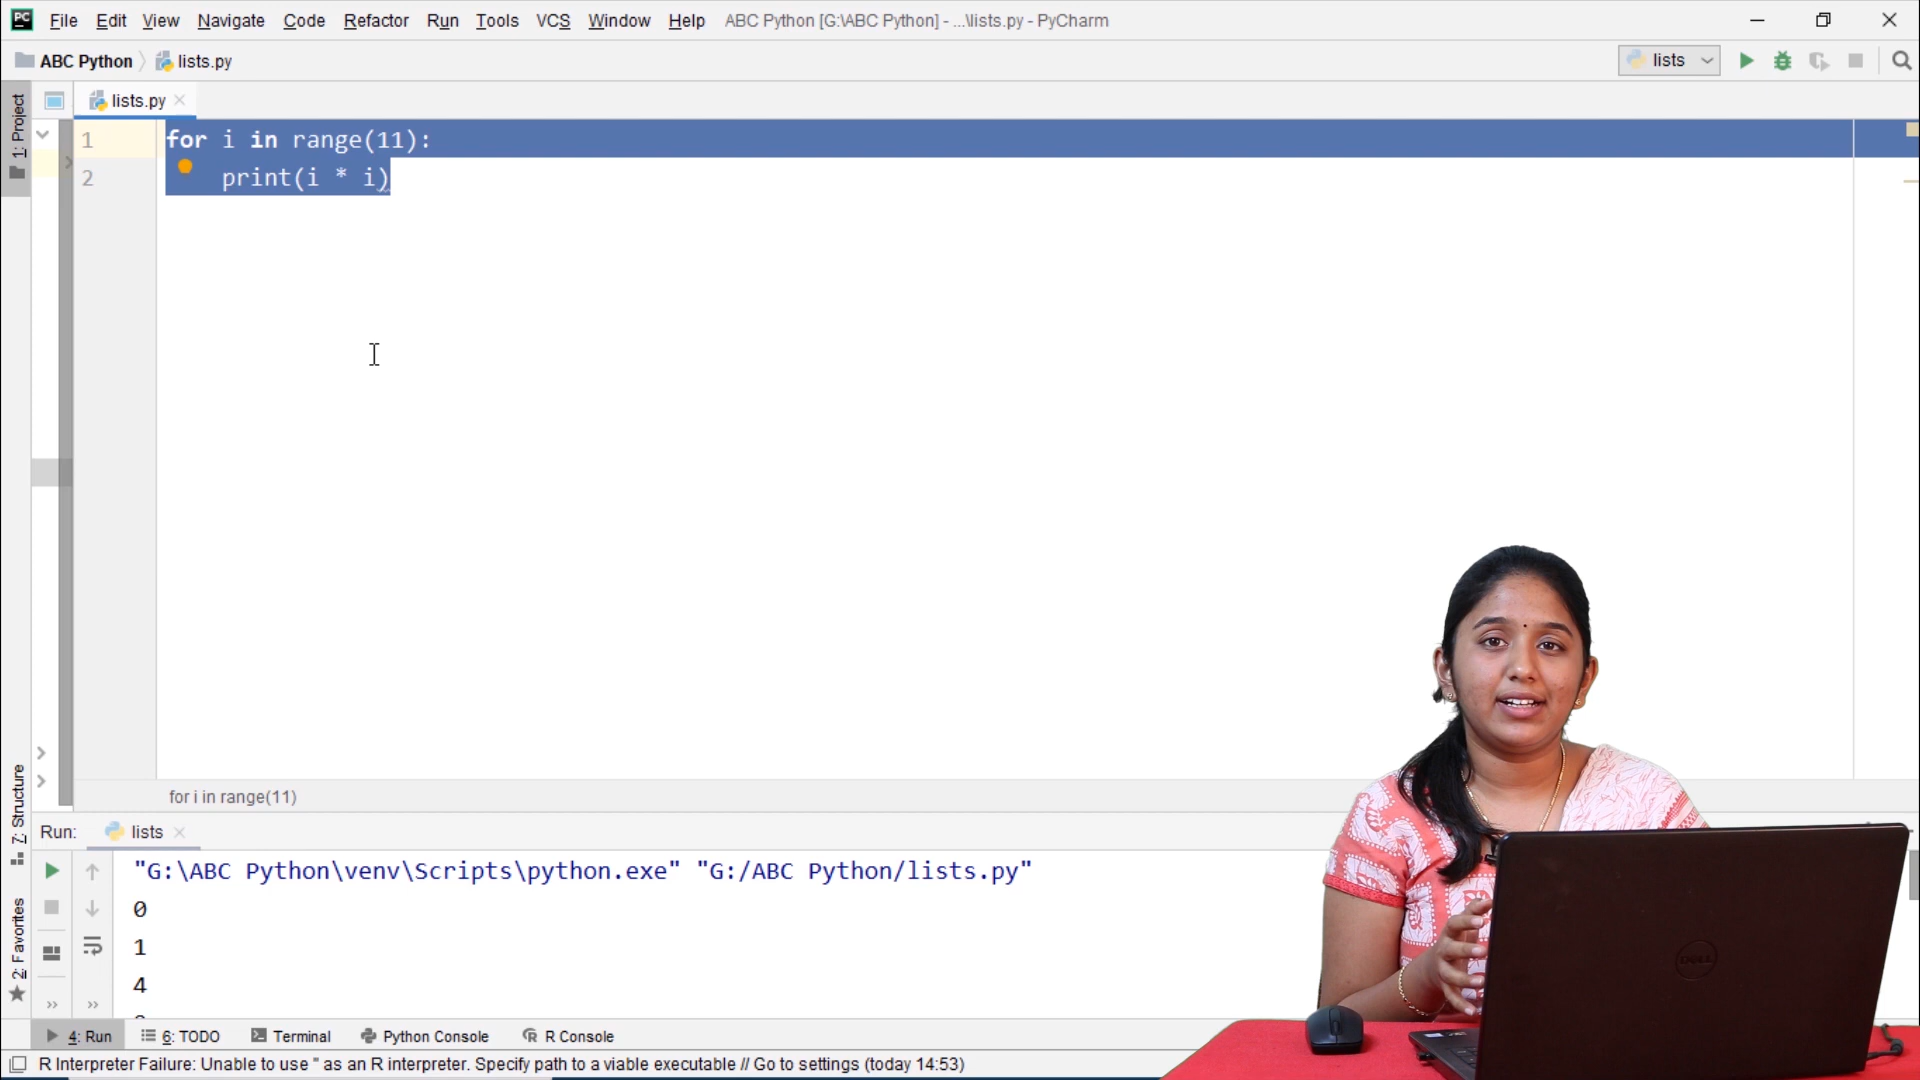 PC File Edit View Navigate Code Refactor Run Tools VCS Window Help ABC Python [G:\ABC Python] - ...\lists.py - PyCharm
ABC Python lists.py lists
1: Project
lists.py
1 for i in range(11):
2 print(i * i)
for i in range(11)
7: Structure
2: Favorites
Run: lists
"G:\ABC Python\venv\Scripts\python.exe" "G:/ABC Python/lists.py"
0
1
4
4: Run 6: TODO Terminal Python Console R Console
R Interpreter Failure: Unable to use '' as an R interpreter. Specify path to a viable executable // Go to settings (today 14:53)
DELL